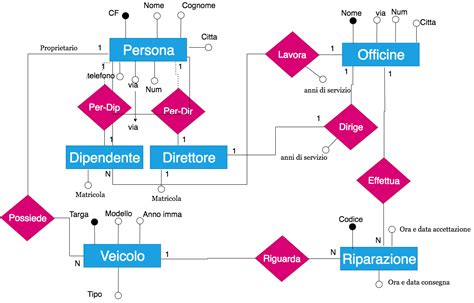 CF Nome Cognome Nome via Num Citta
Proprietario Persona Citta Lavora Officine
1 1 1 N 1 1
telefono via Num anni di servizio
Per-Dip Per-Dir
via
1 1 Dirige
1 1 1
Dipendente Direttore anni di servizio
N Effettua
Matricola Matricola
Possiede Targa Modello Anno imma Codice Ora e data accettazione
N
N Veicolo 1 Riguarda N Riparazione
Tipo Ora e data consegna